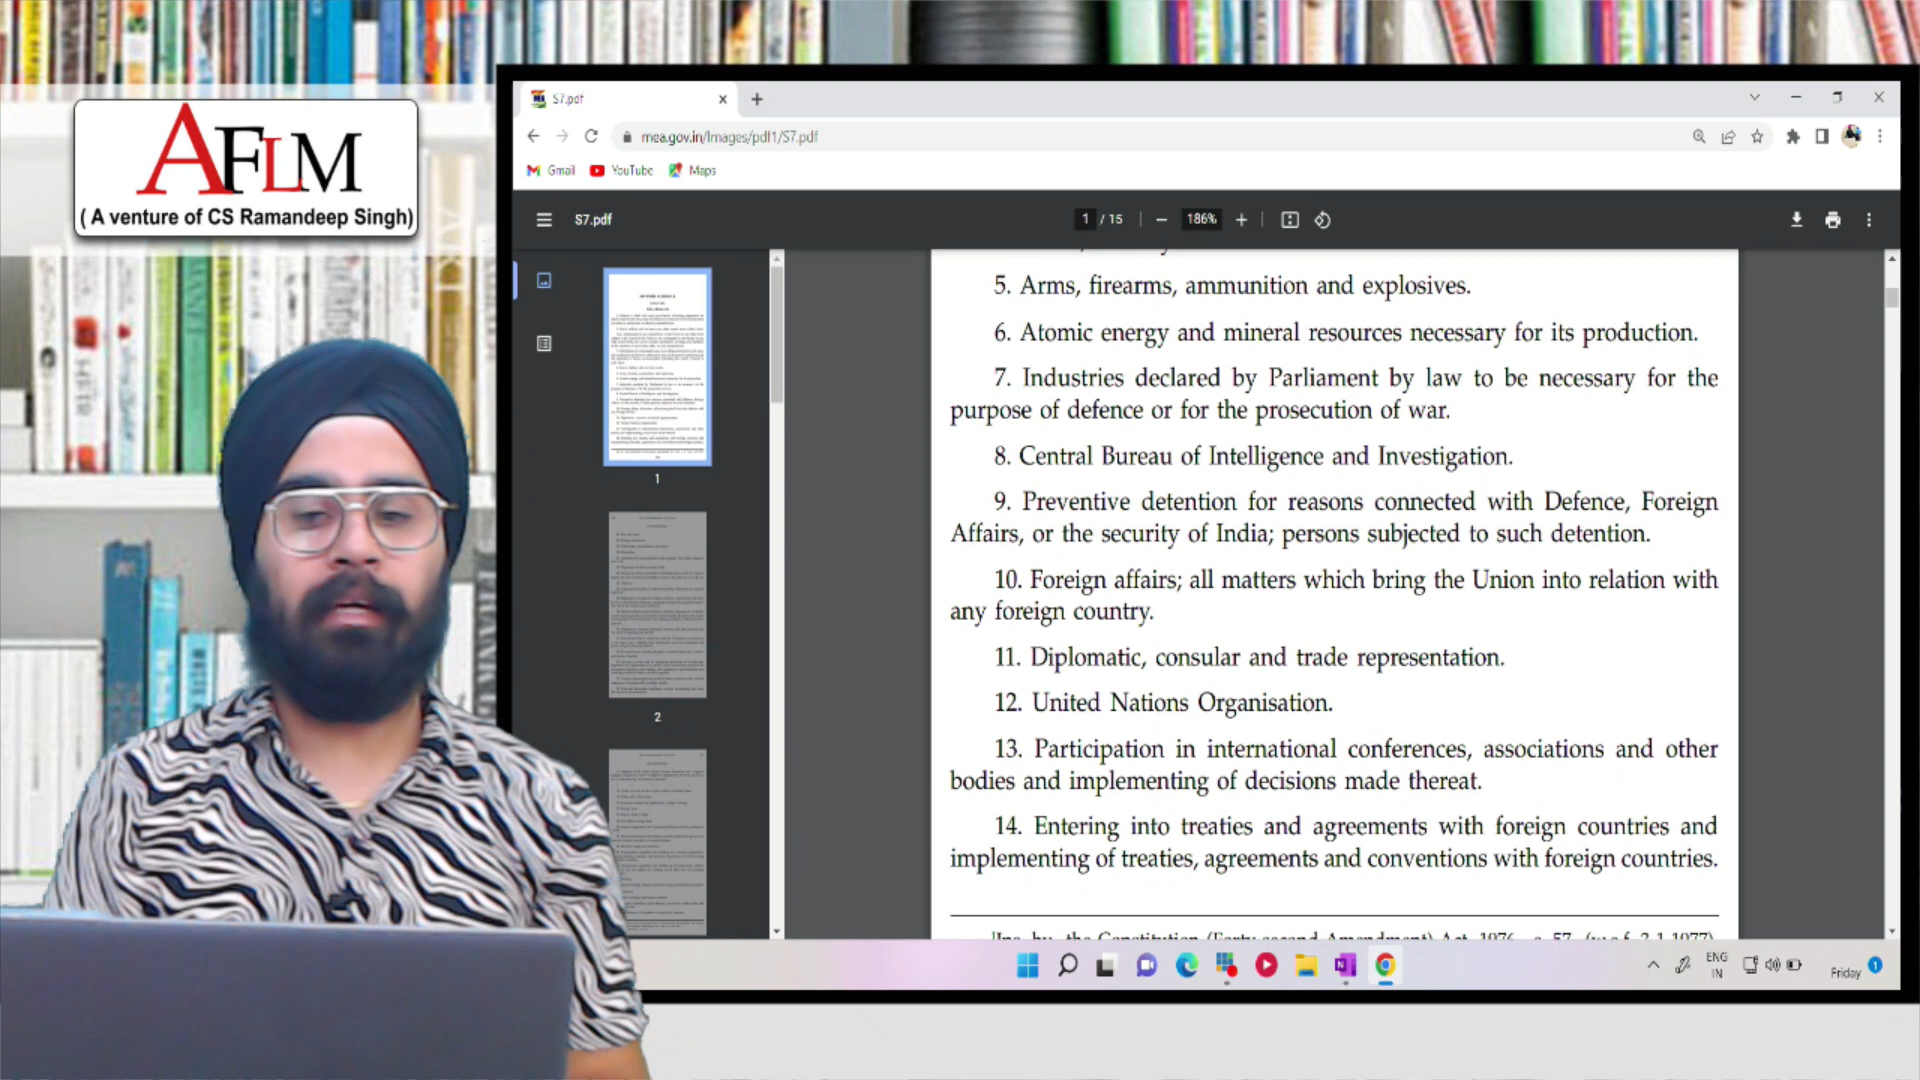 AFLM
( A venture of CS Ramandeep Singh)
S7.pdf
mea.gov.in/Images/pdf1/S7.pdf
Gmail YouTube Maps
S7.pdf
1 / 15
186%
1
2
5. Arms, firearms, ammunition and explosives.
6. Atomic energy and mineral resources necessary for its production.
7. Industries declared by Parliament by law to be necessary for the
purpose of defence or for the prosecution of war.
8. Central Bureau of Intelligence and Investigation.
9. Preventive detention for reasons connected with Defence, Foreign
Affairs, or the security of India; persons subjected to such detention.
10. Foreign affairs; all matters which bring the Union into relation with
any foreign country.
11. Diplomatic, consular and trade representation.
12. United Nations Organisation.
13. Participation in international conferences, associations and other
bodies and implementing of decisions made thereat.
14. Entering into treaties and agreements with foreign countries and
implementing of treaties, agreements and conventions with foreign countries.
ENG
IN
Friday 1